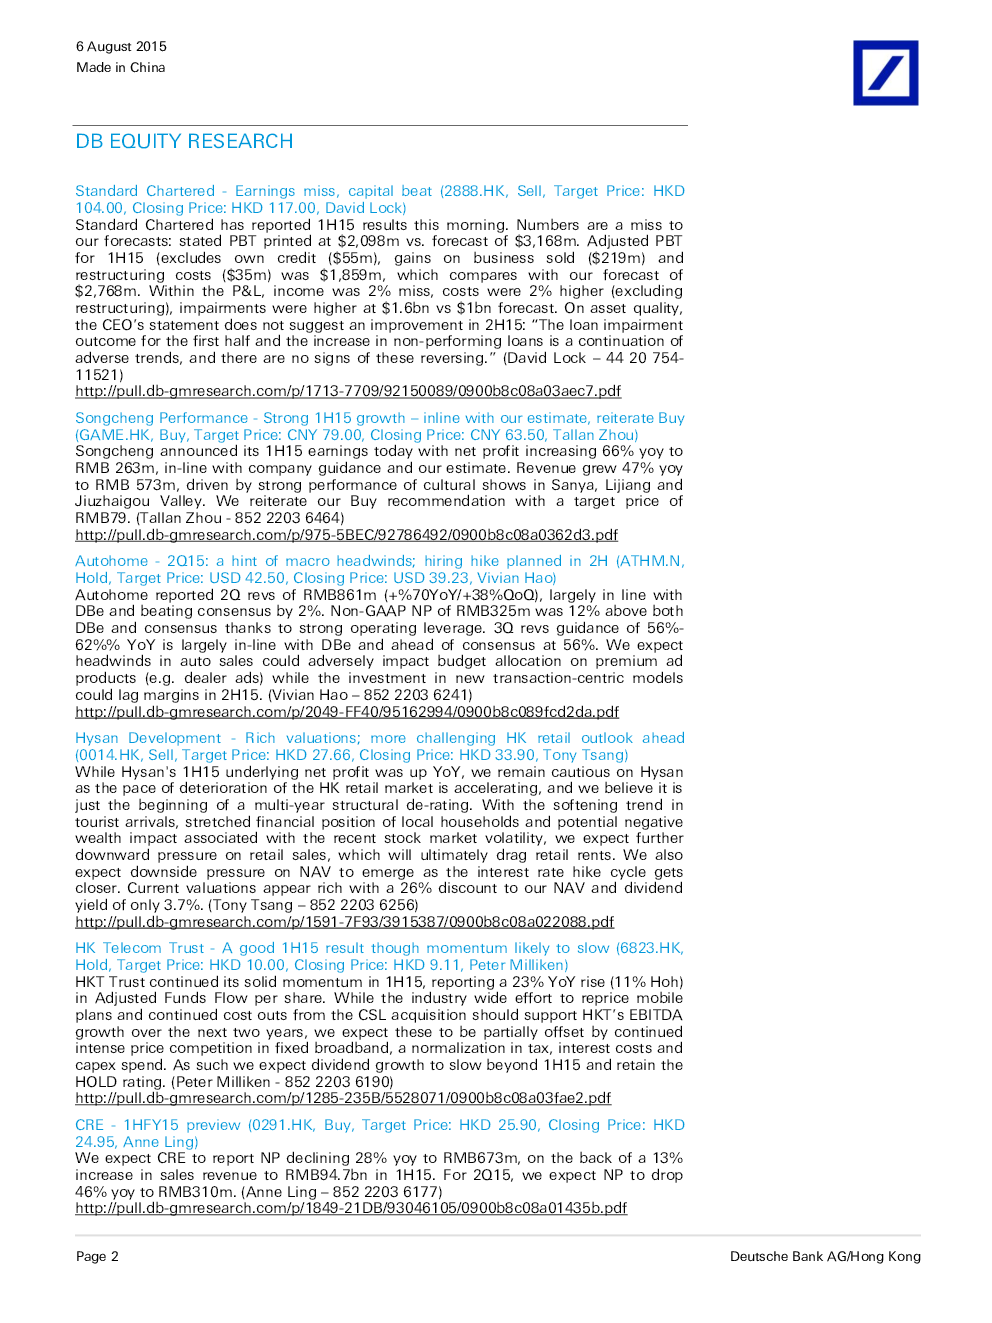 6 August 2015
Made in China
DB EQUITY RESEARCH
Standard Chartered - Earnings miss, capital beat (2888.HK, Sell, Target Price: HKD
104.00, Closing Price: HKD 117.00, David Lock)
Standard Chartered has reported 1H15 results this morning. Numbers are a miss to
our forecasts: stated PBT printed at $2,098m vs. forecast of $3,168m. Adjusted PBT
for 1H15 (excludes own credit ($55m), gains on business sold ($219m) and
restructuring costs ($35m) was $1,859m, which compares with our forecast of
$2,768m. Within the P&L, income was 2% miss, costs were 2% higher (excluding
restructuring), impairments were higher at $1.6bn vs $1bn forecast. On asset quality,
the CEO’s statement does not suggest an improvement in 2H15: “The loan impairment
outcome for the first half and the increase in non-performing loans is a continuation of
adverse trends, and there are no signs of these reversing.” (David Lock – 44 20 754-
11521)
http://pull.db-gmresearch.com/p/1713-7709/92150089/0900b8c08a03aec7.pdf
Songcheng Performance - Strong 1H15 growth – inline with our estimate, reiterate Buy
(GAME.HK, Buy, Target Price: CNY 79.00, Closing Price: CNY 63.50, Tallan Zhou)
Songcheng announced its 1H15 earnings today with net profit increasing 66% yoy to
RMB 263m, in-line with company guidance and our estimate. Revenue grew 47% yoy
to RMB 573m, driven by strong performance of cultural shows in Sanya, Lijiang and
Jiuzhaigou Valley. We reiterate our Buy recommendation with a target price of
RMB79. (Tallan Zhou - 852 2203 6464)
http://pull.db-gmresearch.com/p/975-5BEC/92786492/0900b8c08a0362d3.pdf
Autohome - 2Q15: a hint of macro headwinds; hiring hike planned in 2H (ATHM.N,
Hold, Target Price: USD 42.50, Closing Price: USD 39.23, Vivian Hao)
Autohome reported 2Q revs of RMB861m (+%70YoY/+38%QoQ), largely in line with
DBe and beating consensus by 2%. Non-GAAP NP of RMB325m was 12% above both
DBe and consensus thanks to strong operating leverage. 3Q revs guidance of 56%-
62%% YoY is largely in-line with DBe and ahead of consensus at 56%. We expect
headwinds in auto sales could adversely impact budget allocation on premium ad
products (e.g. dealer ads) while the investment in new transaction-centric models
could lag margins in 2H15. (Vivian Hao – 852 2203 6241)
http://pull.db-gmresearch.com/p/2049-FF40/95162994/0900b8c089fcd2da.pdf
Hysan Development - Rich valuations; more challenging HK retail outlook ahead
(0014.HK, Sell, Target Price: HKD 27.66, Closing Price: HKD 33.90, Tony Tsang)
While Hysan's 1H15 underlying net profit was up YoY, we remain cautious on Hysan
as the pace of deterioration of the HK retail market is accelerating, and we believe it is
just the beginning of a multi-year structural de-rating. With the softening trend in
tourist arrivals, stretched financial position of local households and potential negative
wealth impact associated with the recent stock market volatility, we expect further
downward pressure on retail sales, which will ultimately drag retail rents. We also
expect downside pressure on NAV to emerge as the interest rate hike cycle gets
closer. Current valuations appear rich with a 26% discount to our NAV and dividend
yield of only 3.7%. (Tony Tsang – 852 2203 6256)
http://pull.db-gmresearch.com/p/1591-7F93/3915387/0900b8c08a022088.pdf
HK Telecom Trust - A good 1H15 result though momentum likely to slow (6823.HK,
Hold, Target Price: HKD 10.00, Closing Price: HKD 9.11, Peter Milliken)
HKT Trust continued its solid momentum in 1H15, reporting a 23% YoY rise (11% Hoh)
in Adjusted Funds Flow per share. While the industry wide effort to reprice mobile
plans and continued cost outs from the CSL acquisition should support HKT’s EBITDA
growth over the next two years, we expect these to be partially offset by continued
intense price competition in fixed broadband, a normalization in tax, interest costs and
capex spend. As such we expect dividend growth to slow beyond 1H15 and retain the
HOLD rating. (Peter Milliken - 852 2203 6190)
http://pull.db-gmresearch.com/p/1285-235B/5528071/0900b8c08a03fae2.pdf
CRE - 1HFY15 preview (0291.HK, Buy, Target Price: HKD 25.90, Closing Price: HKD
24.95, Anne Ling)
We expect CRE to report NP declining 28% yoy to RMB673m, on the back of a 13%
increase in sales revenue to RMB94.7bn in 1H15. For 2Q15, we expect NP to drop
46% yoy to RMB310m. (Anne Ling – 852 2203 6177)
http://pull.db-gmresearch.com/p/1849-21DB/93046105/0900b8c08a01435b.pdf
Page 2
Deutsche Bank AG/Hong Kong